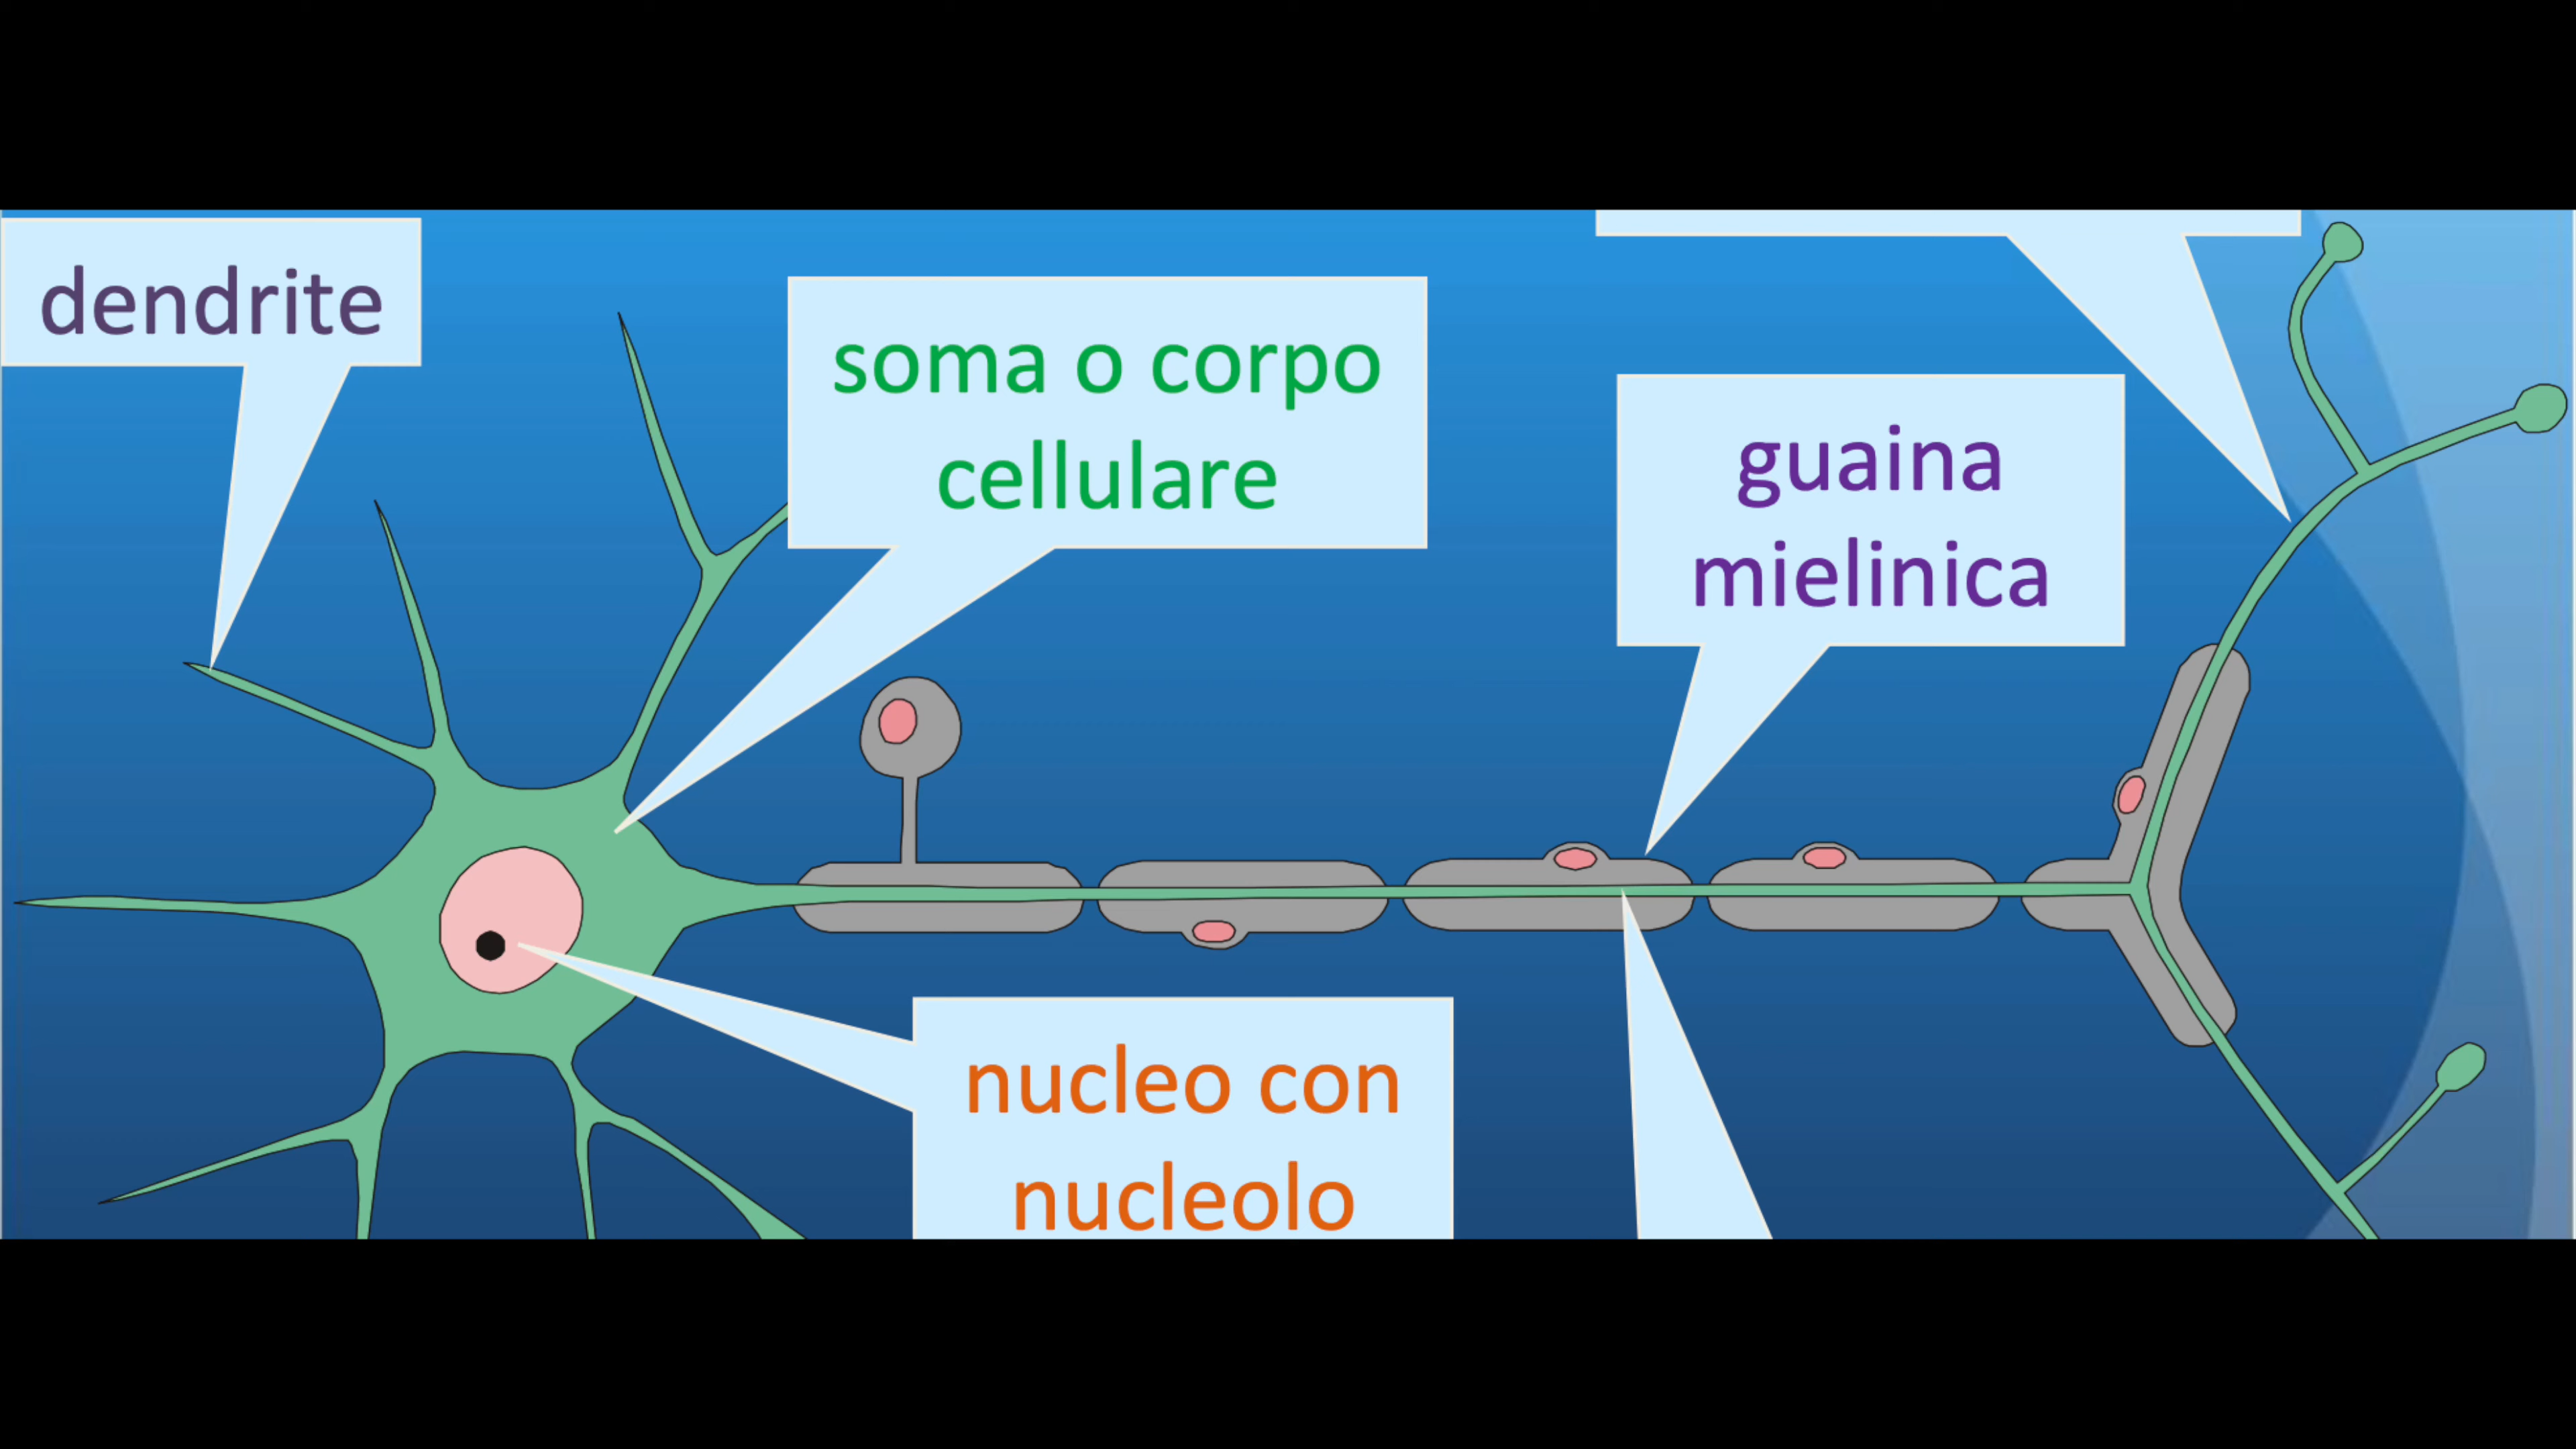 dendrite
soma o corpo
cellulare
guaina
mielinica
nucleo con
nucleolo